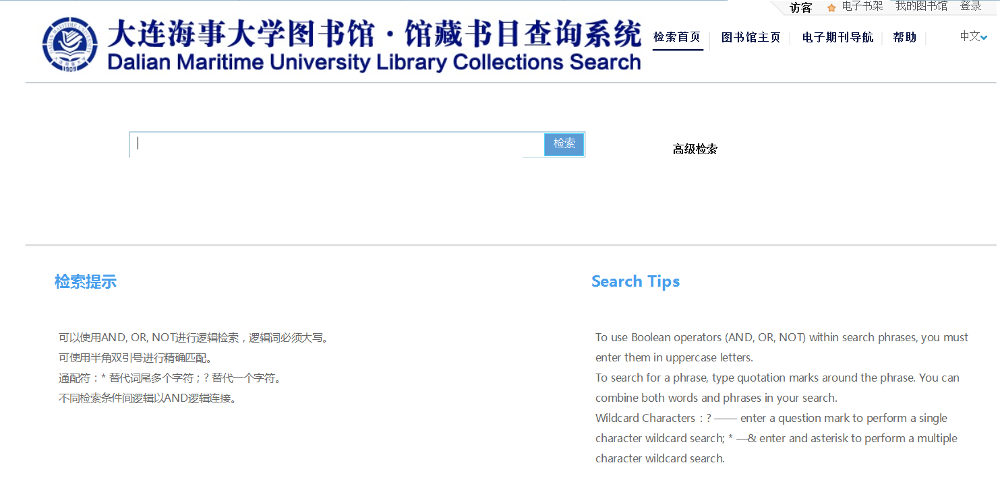 访客 电子书架 我的图书馆 登录
大连海事大学图书馆·馆藏书目查询系统
Dalian Maritime University Library Collections Search
检索首页 图书馆主页 电子期刊导航 帮助 中文
1909
检索
高级检索
检索提示
可以使用AND, OR, NOT进行逻辑检索，逻辑词必须大写。
可使用半角双引号进行精确匹配。
通配符：* 替代词尾多个字符；? 替代一个字符。
不同检索条件间逻辑以AND逻辑连接。
Search Tips
To use Boolean operators (AND, OR, NOT) within search phrases, you must
enter them in uppercase letters.
To search for a phrase, type quotation marks around the phrase. You can
combine both words and phrases in your search.
Wildcard Characters：? —— enter a question mark to perform a single
character wildcard search; * —& enter and asterisk to perform a multiple
character wildcard search.